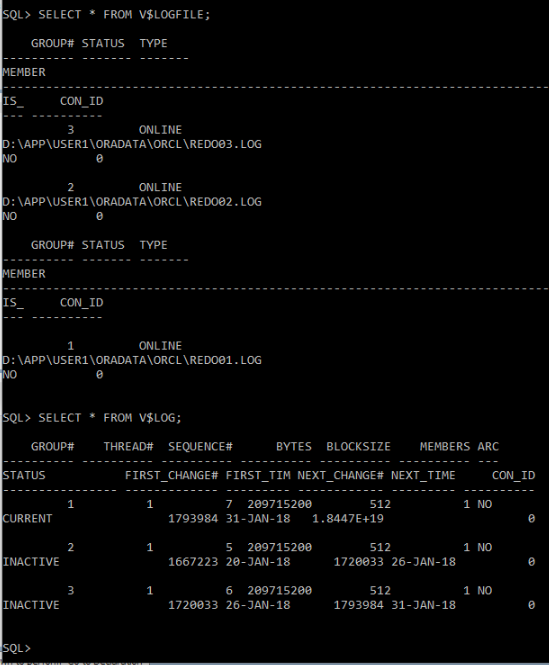 SQL> SELECT * FROM V$LOGFILE;
    GROUP# STATUS  TYPE
---------- ------- -------
MEMBER
--------------------------------------------------------------------------------
IS_     CON_ID
--- ----------
         3         ONLINE
D:\APP\USER1\ORADATA\ORCL\REDO03.LOG
NO           0
         2         ONLINE
D:\APP\USER1\ORADATA\ORCL\REDO02.LOG
NO           0
    GROUP# STATUS  TYPE
---------- ------- -------
MEMBER
--------------------------------------------------------------------------------
IS_     CON_ID
--- ----------
         1         ONLINE
D:\APP\USER1\ORADATA\ORCL\REDO01.LOG
NO           0
SQL> SELECT * FROM V$LOG;
    GROUP#    THREAD#  SEQUENCE#      BYTES  BLOCKSIZE    MEMBERS ARC
---------- ---------- ---------- ---------- ---------- ---------- ---
STATUS           FIRST_CHANGE# FIRST_TIM NEXT_CHANGE# NEXT_TIME     CON_ID
---------------- ------------- --------- ------------ --------- ----------
         1          1          7  209715200        512          1 NO
CURRENT                1793984 31-JAN-18   1.8447E+19                    0
         2          1          5  209715200        512          1 NO
INACTIVE               1667223 20-JAN-18      1720033 26-JAN-18          0
         3          1          6  209715200        512          1 NO
INACTIVE               1720033 26-JAN-18      1793984 31-JAN-18          0
SQL>